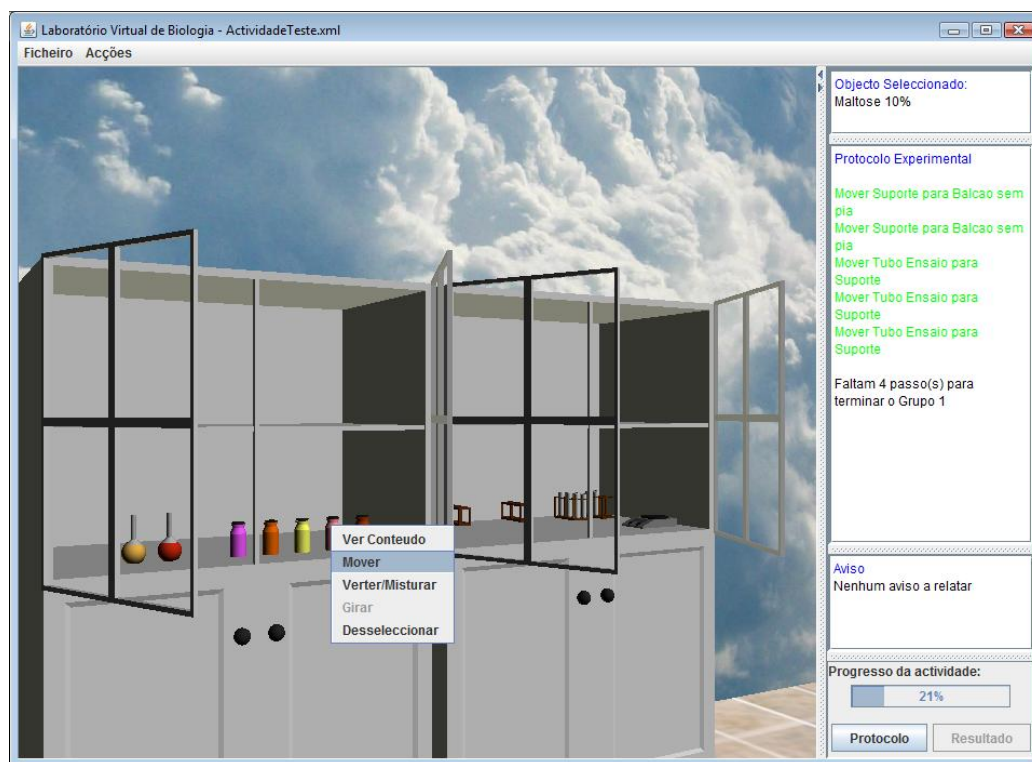 Laboratório Virtual de Biologia - ActividadeTeste.xml
Ficheiro Acções
Objecto Seleccionado:
Maltose 10%
Protocolo Experimental
Mover Suporte para Balcao sem
pia
Mover Suporte para Balcao sem
pia
Mover Tubo Ensaio para
Suporte
Mover Tubo Ensaio para
Suporte
Mover Tubo Ensaio para
Suporte
Faltam 4 passo(s) para
terminar o Grupo 1
Ver Conteudo
Mover
Verter/Misturar
Girar
Desseleccionar
Aviso
Nenhum aviso a relatar
Progresso da actividade:
21%
Protocolo Resultado